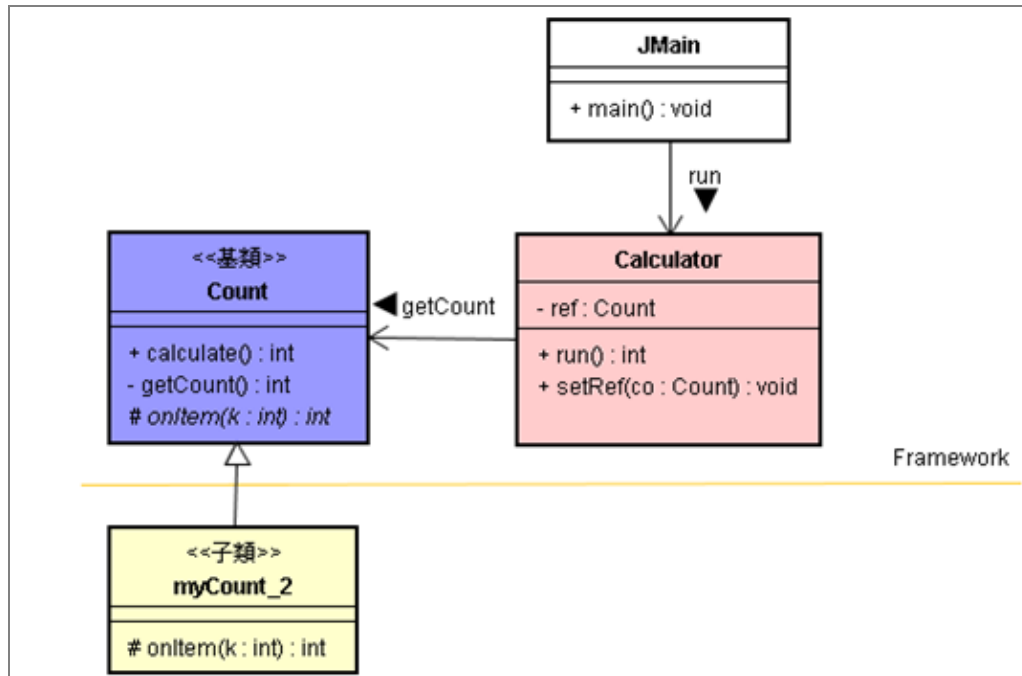 JMain
+ main() : void
run
<<基類>>
Count
+ calculate() : int
- getCount() : int
# onItem(k : int) : int
getCount
Calculator
- ref : Count
+ run() : int
+ setRef(co : Count) : void
Framework
<<子類>>
myCount_2
# onItem(k : int) : int